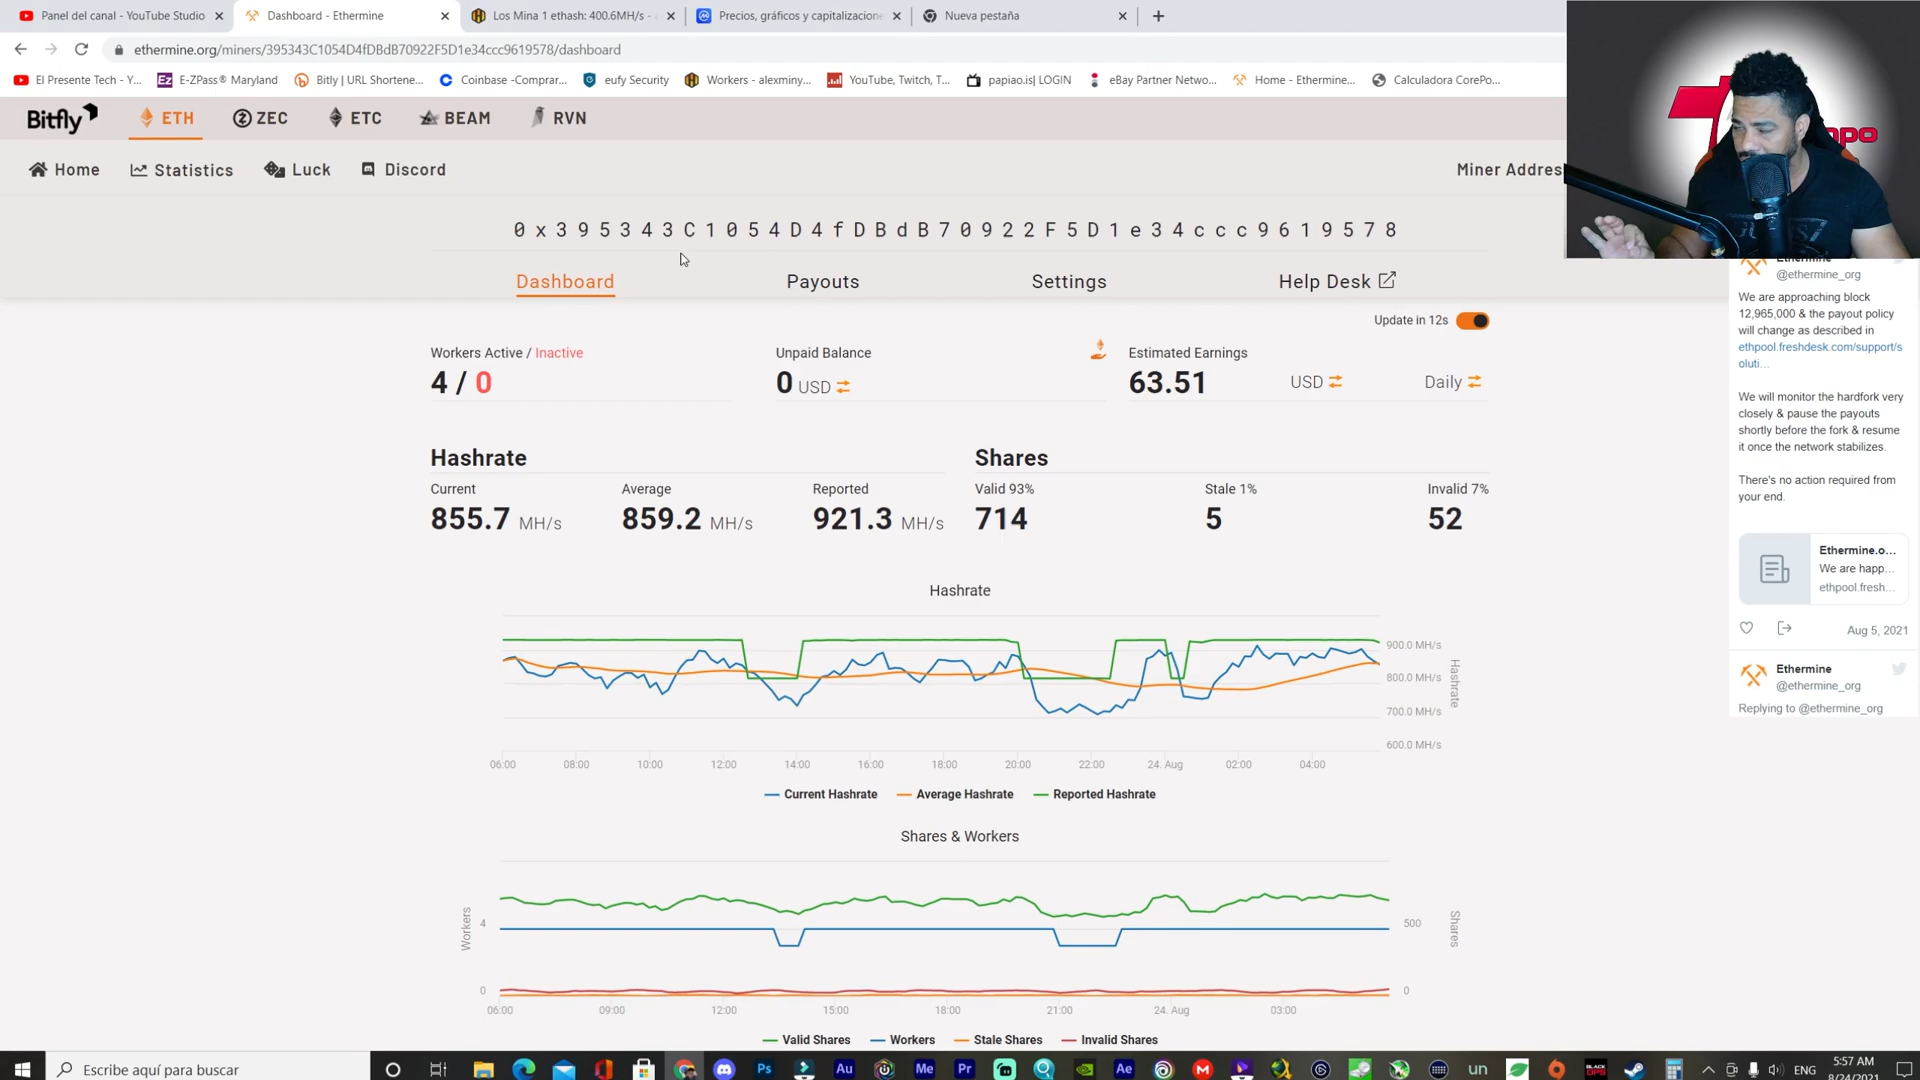 Panel del canal - YouTube Studio
Dashboard - Ethermine
Los Mina 1 ethash: 400.6MH/s -
Precios, gráficos y capitalizacione
Nueva pestaña
ethermine.org/miners/395343C1054D4fDBdB70922F5D1e34ccc9619578/dashboard
El Presente Tech - Y...
Ez
E-ZPass® Maryland
Bitly | URL Shortene...
Coinbase -Comprar...
eufy Security
Workers - alexminy...
YouTube, Twitch, T...
papiao.is| LOGIN
eBay Partner Netwo...
Home - Ethermine...
Calculadora CorePo...
Bitfly
ETH
ZEC
ETC
BEAM
RVN
Home
Statistics
Luck
Discord
Miner Addres
0x395343C1054D4fDBdB70922F5D1e34ccc9619578
Dashboard
Payouts
Settings
Help Desk
Update in 12s
Workers Active / Inactive
4 / 0
Unpaid Balance
0 USD
Estimated Earnings
63.51
USD
Daily
Hashrate
Current
855.7 MH/s
Average
859.2 MH/s
Reported
921.3 MH/s
Shares
Valid 93%
714
Stale 1%
5
Invalid 7%
52
Hashrate
900.0 MH/s
800.0 MH/s
700.0 MH/s
600.0 MH/s
Hashrate
06:00 08:00 10:00 12:00 14:00 16:00 18:00 20:00 22:00 24. Aug 02:00 04:00
Current Hashrate
Average Hashrate
Reported Hashrate
Shares & Workers
Workers
4
0
500
0
Shares
06:00 09:00 12:00 15:00 18:00 21:00 24. Aug 03:00
Valid Shares
Workers
Stale Shares
Invalid Shares
Ethermine
@ethermine_org
We are approaching block
12,965,000 & the payout policy
will change as described in
ethpool.freshdesk.com/support/s
oluti...
We will monitor the hardfork very
closely & pause the payouts
shortly before the fork & resume
it once the network stabilizes.
There's no action required from
your end.
Ethermine.o...
We are happ...
ethpool.fresh...
Aug 5, 2021
Ethermine
@ethermine_org
Replying to @ethermine_org
Escribe aquí para buscar
Ps
Au
Me
Pr
Ae
un
ENG
5:57 AM
8/24/2021